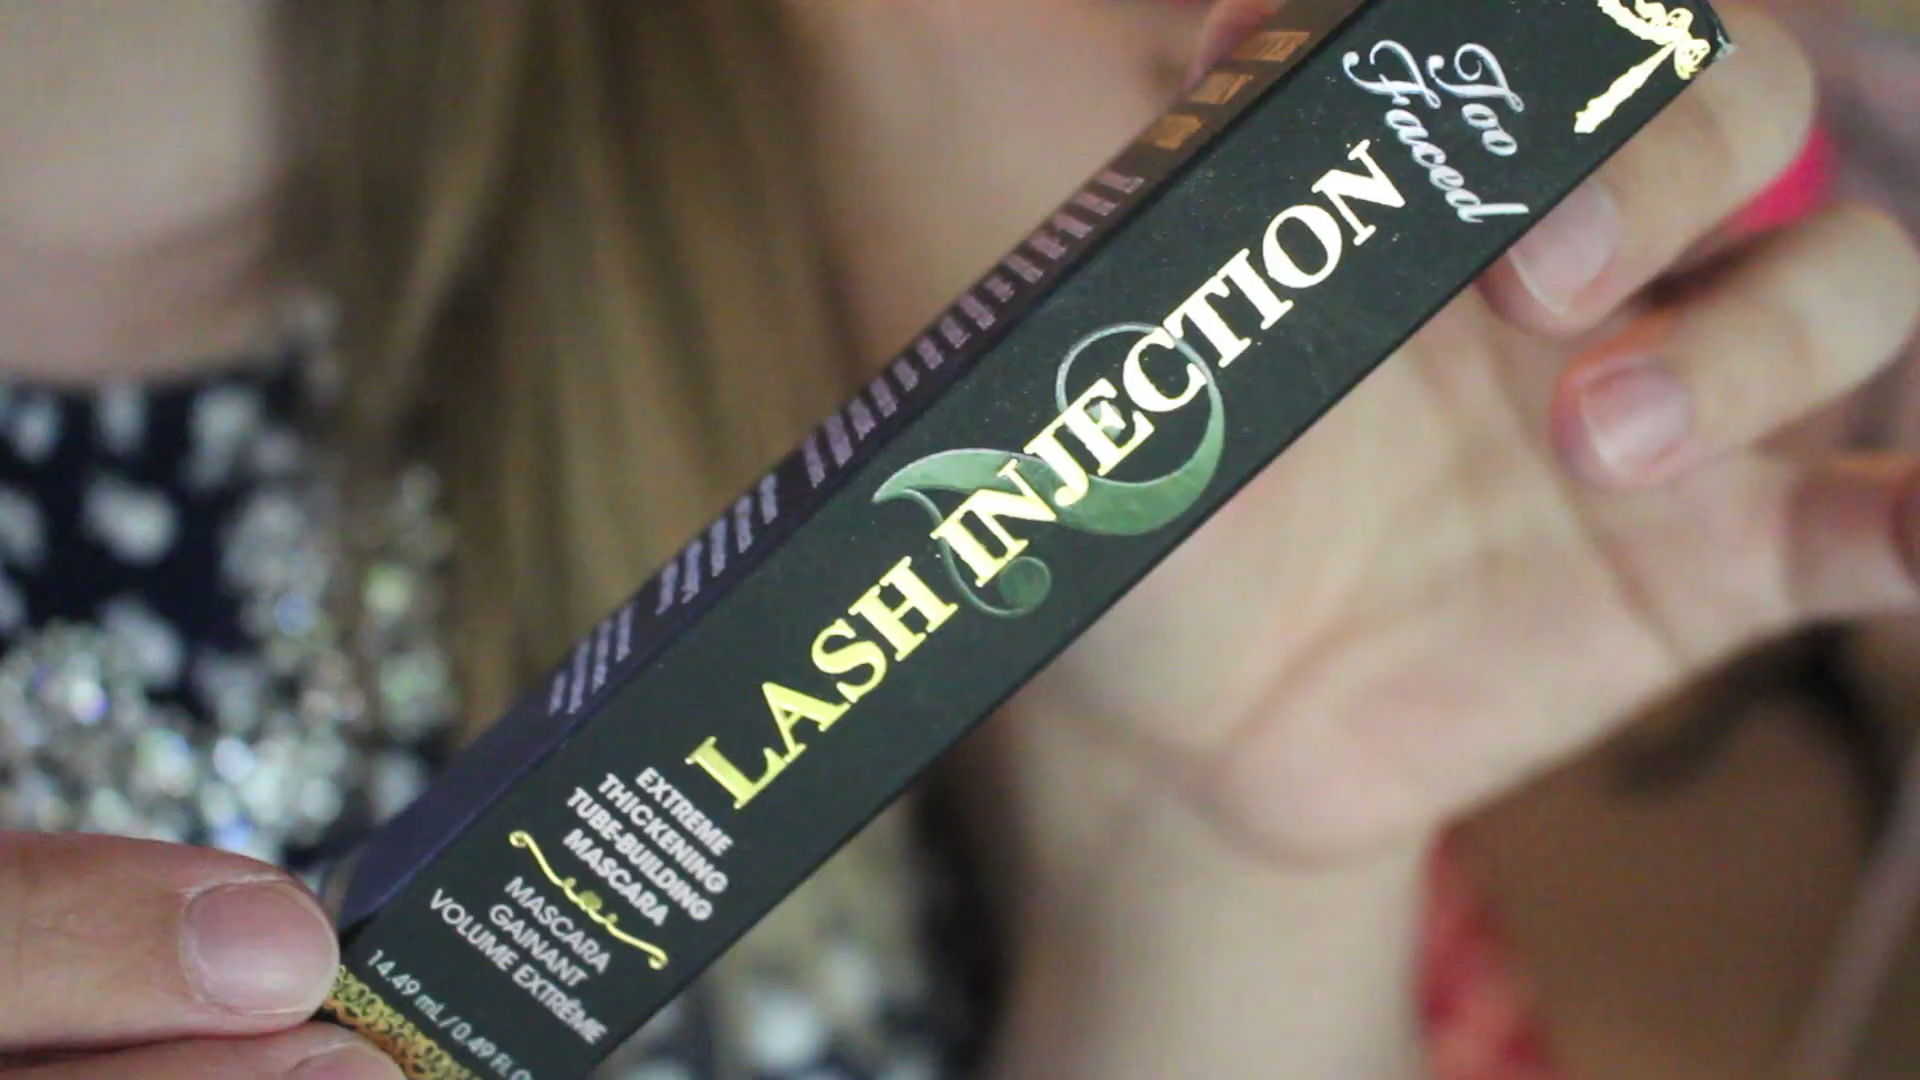 Too
Faced
LASH INJECTION
EXTREME
THICKENING
TUBE-BUILDING
MASCARA
MASCARA
GAINANT
VOLUME EXTRÊME
14.49 mL/0.49 FL